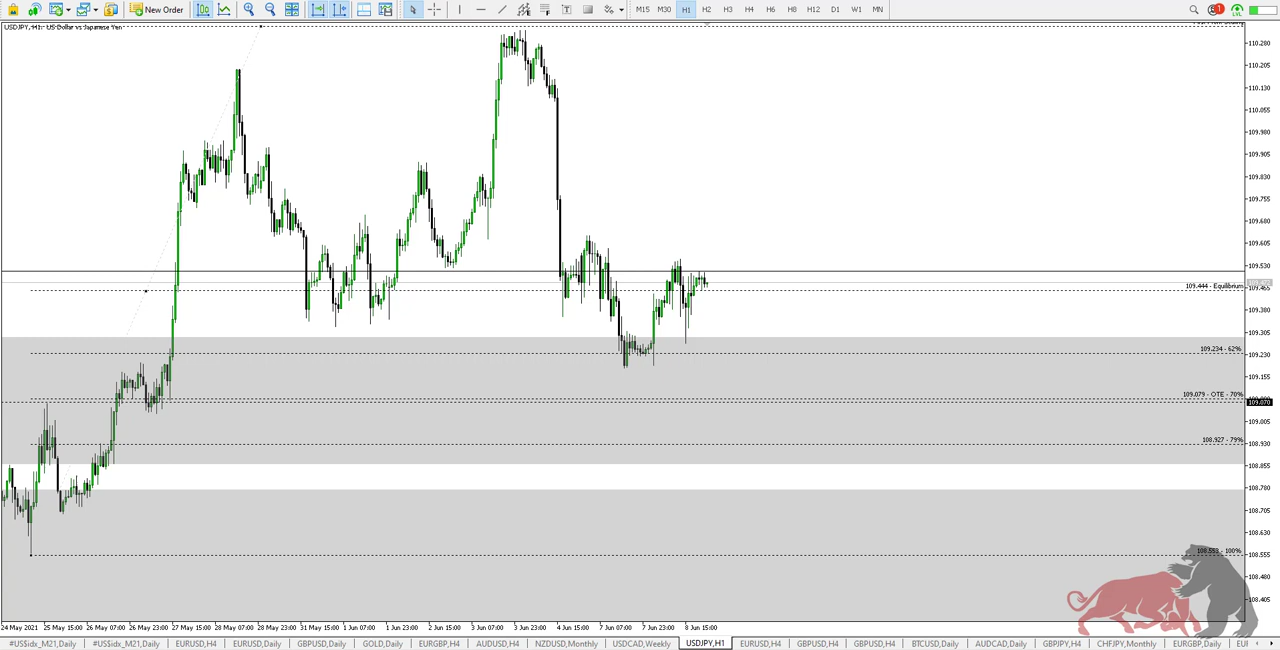 New Order M15 M30 H1 H2 H3 H4 H6 H8 H12 D1 W1 MN 1 LVL
USDJPY, H1: US Dollar vs Japanese Yen
110.280
110.205
110.130
110.055
109.980
109.905
109.830
109.755
109.680
109.605
109.530
109.444 - Equilibrium
109.455
109.380
109.305
109.234 - 62%
109.230
109.155
109.079 - OTE - 70%
109.070
109.005
108.927 - 79%
108.930
108.855
108.780
108.705
108.630
108.553 - 100%
108.555
108.480
108.405
24 May 2021 25 May 15:00 26 May 07:00 26 May 23:00 27 May 15:00 28 May 07:00 28 May 23:00 31 May 15:00 1 Jun 07:00 1 Jun 23:00 2 Jun 15:00 3 Jun 07:00 3 Jun 23:00 4 Jun 15:00 7 Jun 07:00 7 Jun 23:00 8 Jun 15:00
#US$idx_M21,Daily #US$idx_M21,Daily EURUSD,H4 EURUSD,Daily GBPUSD,Daily GOLD,Daily EURGBP,H4 AUDUSD,H4 NZDUSD,Monthly USDCAD,Weekly USDJPY,H1 EURUSD,H4 GBPUSD,H4 GBPUSD,H4 BTCUSD,Daily AUDCAD,Daily GBPJPY,H4 CHFJPY,Monthly EURGBP,Daily EUI